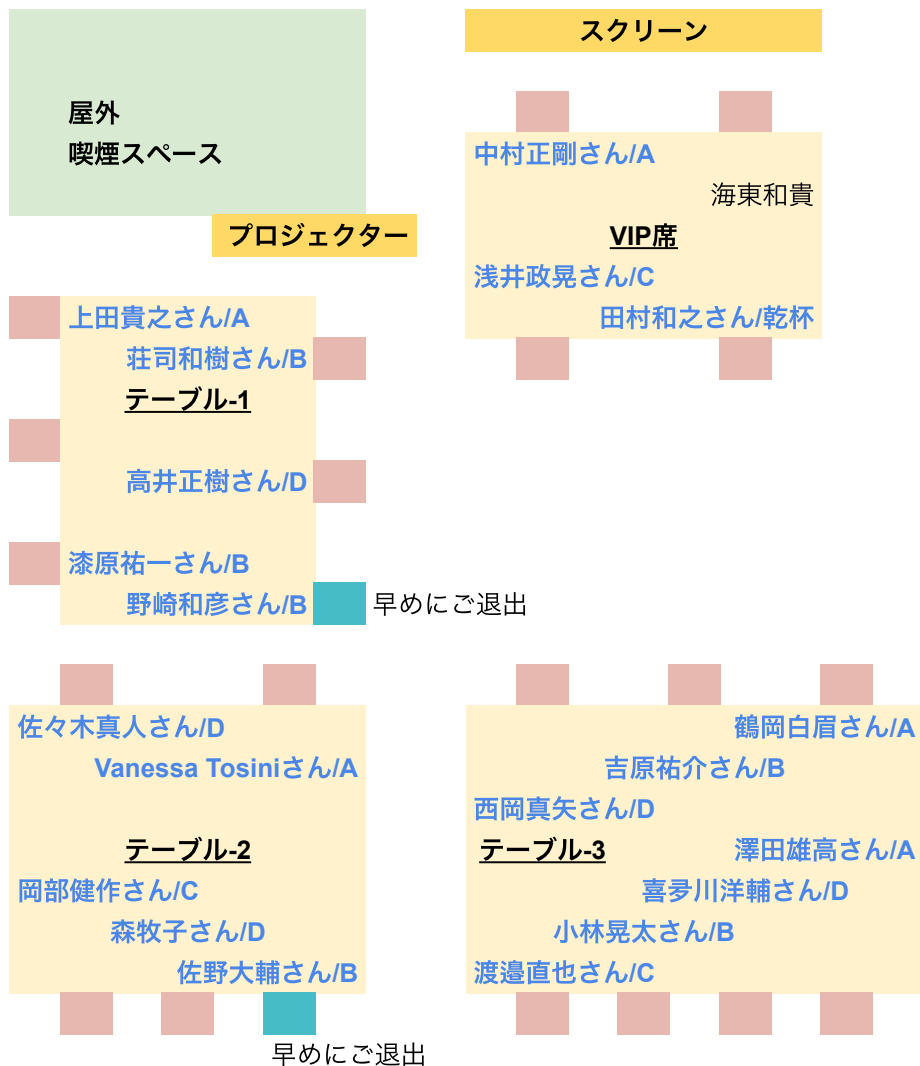 屋外
喫煙スペース
プロジェクター
スクリーン
中村正剛さん/A
海東和貴
VIP席
浅井政晃さん/C
田村和之さん/乾杯
上田貴之さん/A
荘司和樹さん/B
テーブル-1
高井正樹さん/D
漆原祐一さん/B
野崎和彦さん/B
早めにご退出
佐々木真人さん/D
Vanessa Tosiniさん/A
テーブル-2
岡部健作さん/C
森牧子さん/D
佐野大輔さん/B
早めにご退出
鶴岡白眉さん/A
吉原祐介さん/B
西岡真矢さん/D
テーブル-3
澤田雄高さん/A
喜夛川洋輔さん/D
小林晃太さん/B
渡邉直也さん/C